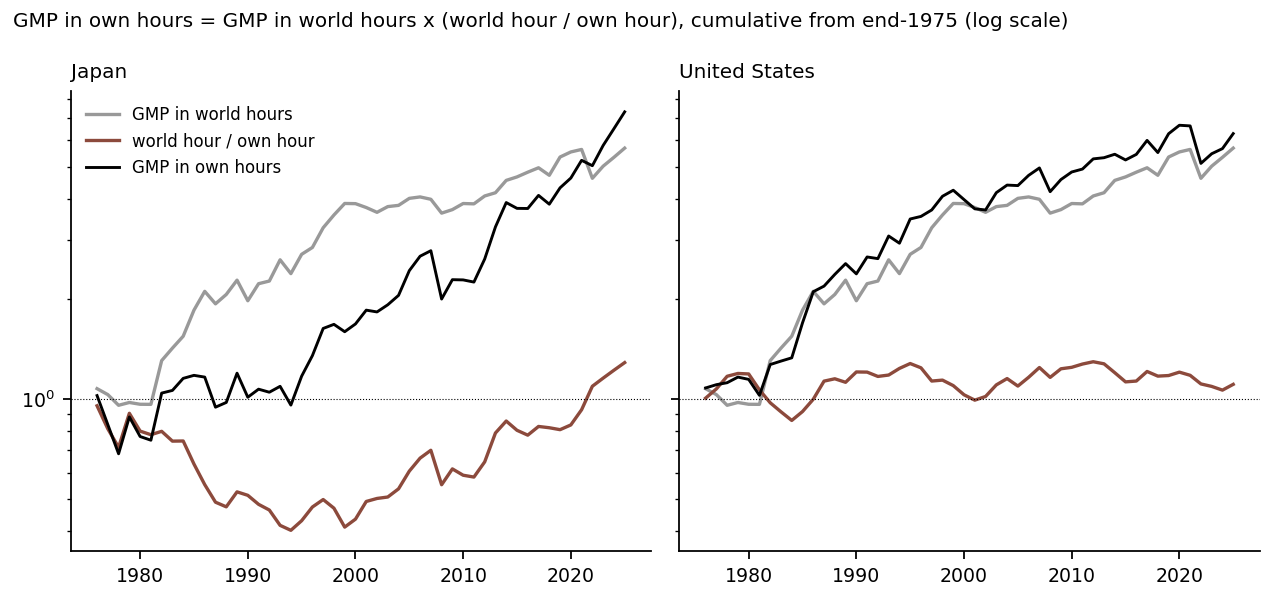 GMP in own hours = GMP in world hours x (world hour / own hour), cumulative from end-1975 (log scale)
Japan
GMP in world hours
world hour / own hour
GMP in own hours
10⁰
1980 1990 2000 2010 2020
United States
1980 1990 2000 2010 2020